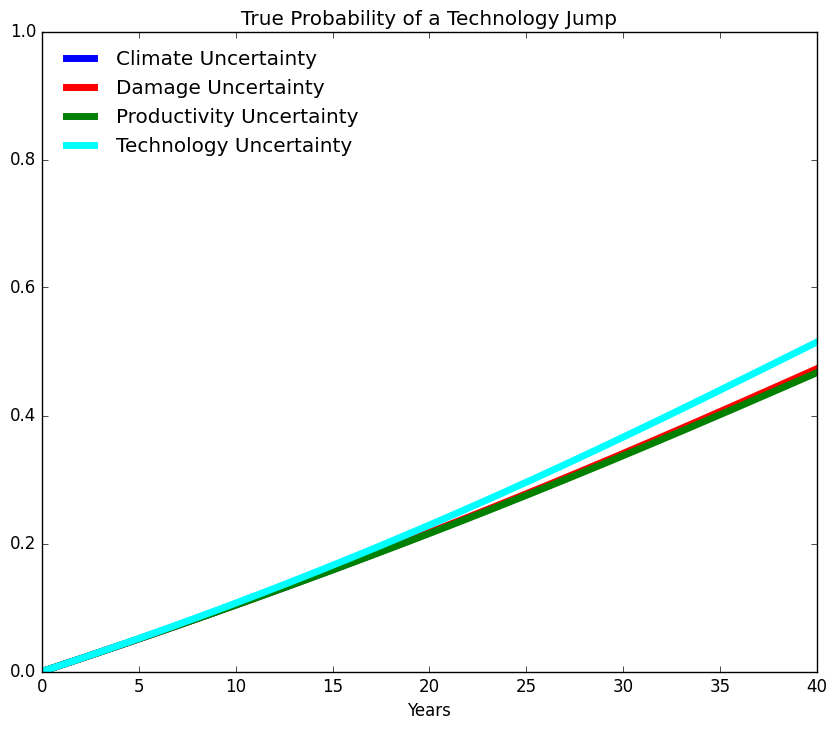 True Probability of a Technology Jump
1.0
Climate Uncertainty
Damage Uncertainty
Productivity Uncertainty
Technology Uncertainty
0.8
0.6
0.4
0.2
0.0
0 5 10 15 20 25 30 35 40
Years